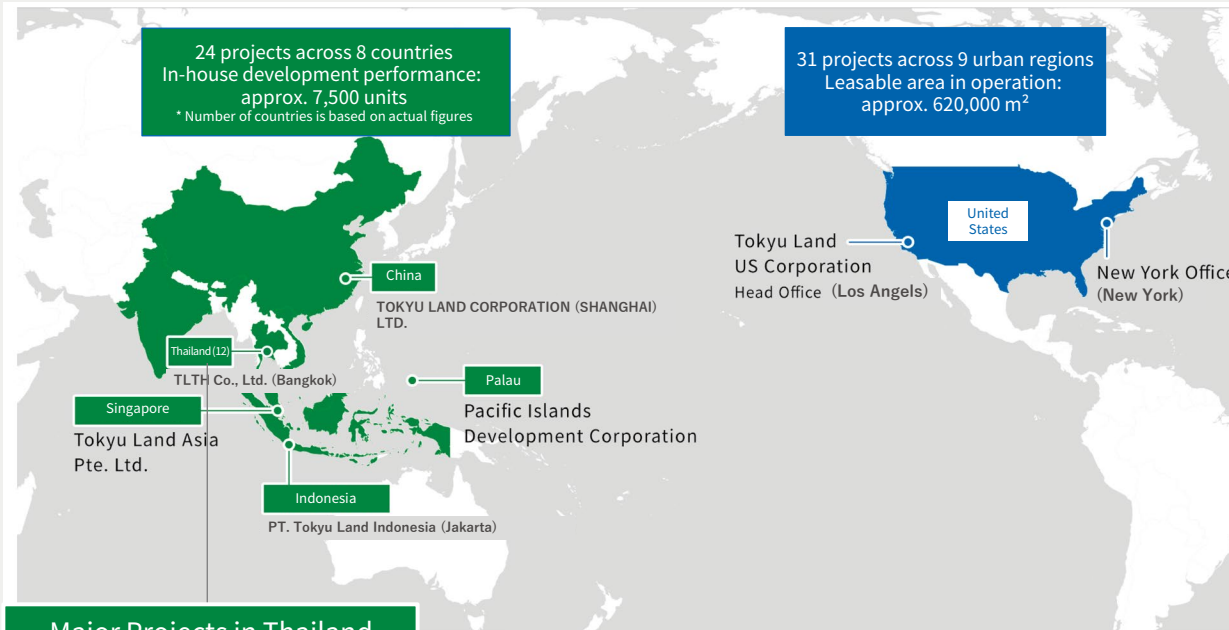 24 projects across 8 countries
In-house development performance:
approx. 7,500 units
* Number of countries is based on actual figures
31 projects across 9 urban regions
Leasable area in operation:
approx. 620,000 m²
United
States
Tokyu Land
US Corporation
Head Office (Los Angels)
New York Office
(New York)
China
TOKYU LAND CORPORATION (SHANGHAI)
LTD.
Thailand (12)
TLTH Co., Ltd. (Bangkok)
Palau
Pacific Islands
Development Corporation
Singapore
Tokyu Land Asia
Pte. Ltd.
Indonesia
PT. Tokyu Land Indonesia (Jakarta)
Major Projects in Thailand